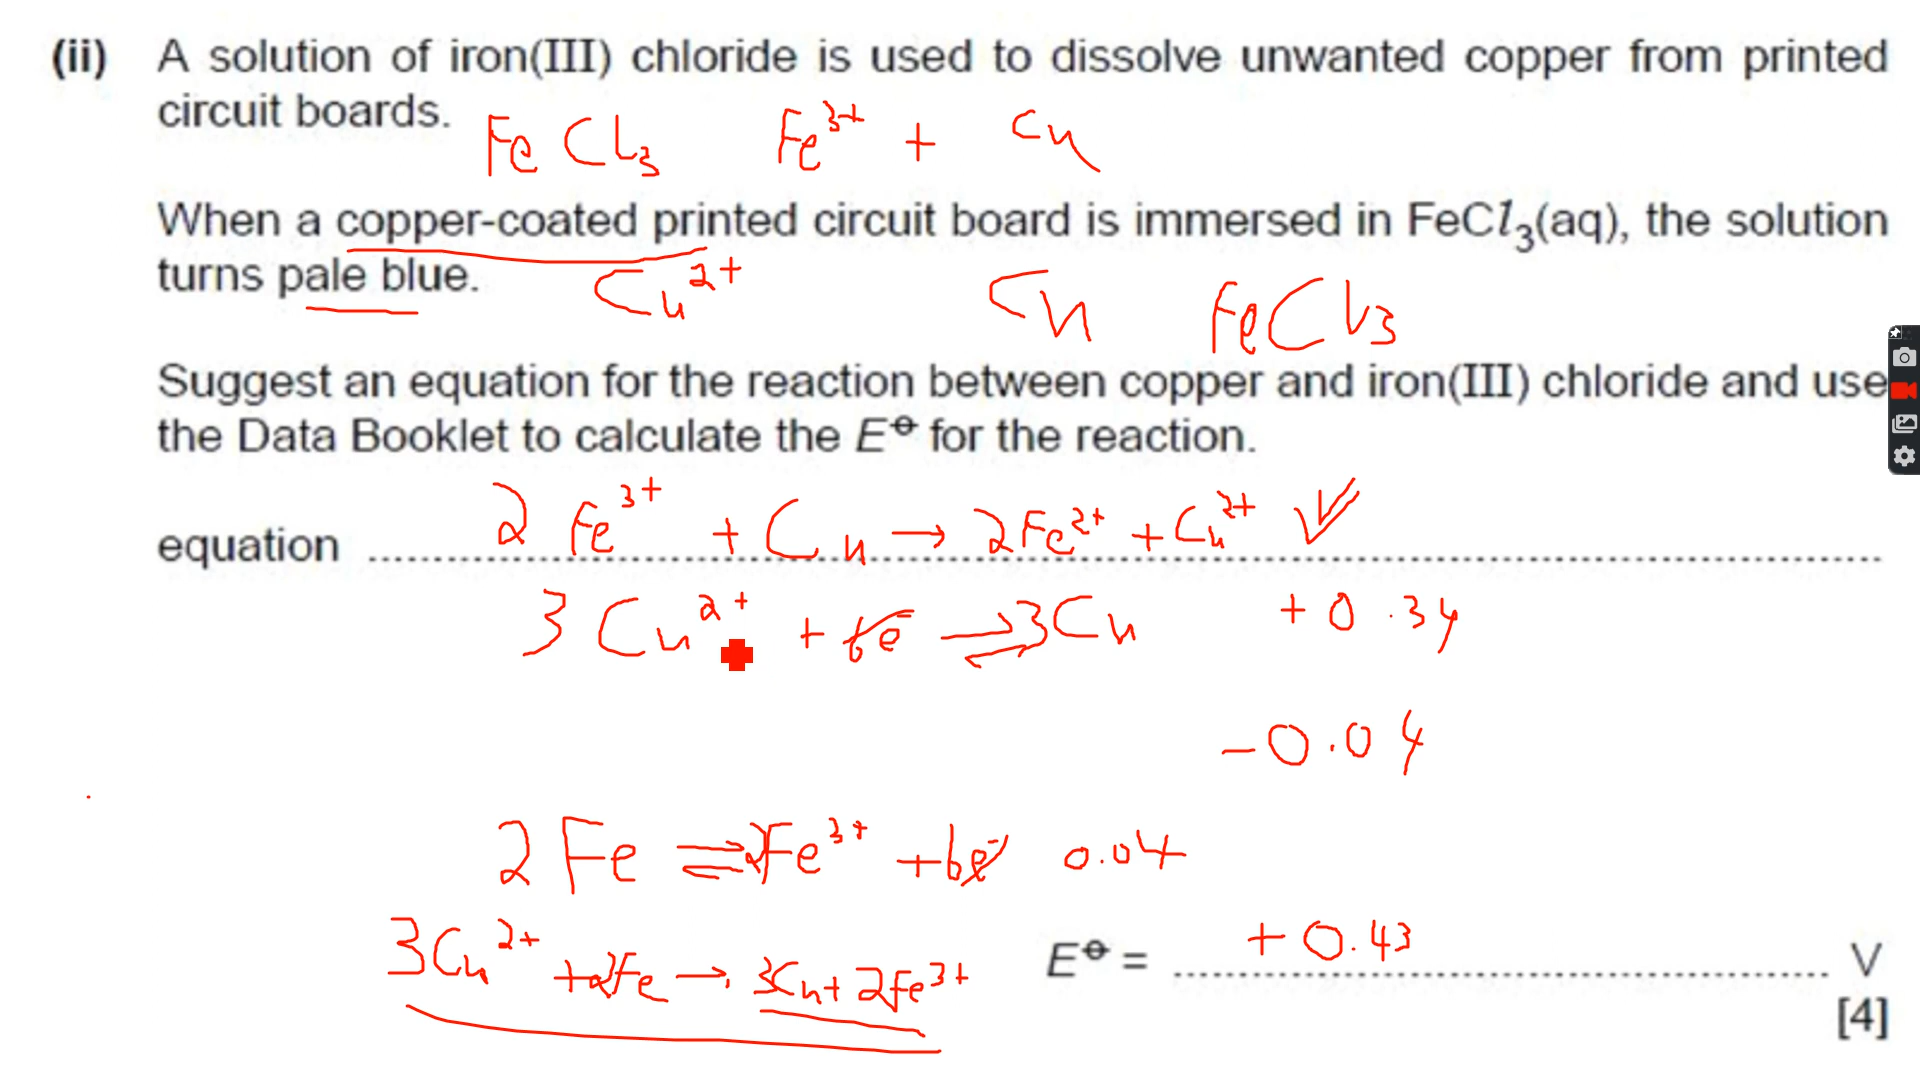 (ii) A solution of iron(III) chloride is used to dissolve unwanted copper from printed
circuit boards.
FeCl₃ Fe³⁺ + Cu
When a copper-coated printed circuit board is immersed in FeCl₃(aq), the solution
turns pale blue.
Cu²⁺ Cu FeCl₃
Suggest an equation for the reaction between copper and iron(III) chloride and use
the Data Booklet to calculate the E⦵ for the reaction.
equation 2Fe³⁺ + Cu → 2Fe²⁺ + Cu²⁺ ✓
3Cu²⁺ + 6e⁻ ⇌ 3Cu +0.34
-0.04
2Fe ⇌ 2Fe³⁺ + 6e⁻ 0.04
3Cu²⁺ + 2Fe → 3Cu + 2Fe³⁺
E⦵ = +0.43 V
[4]